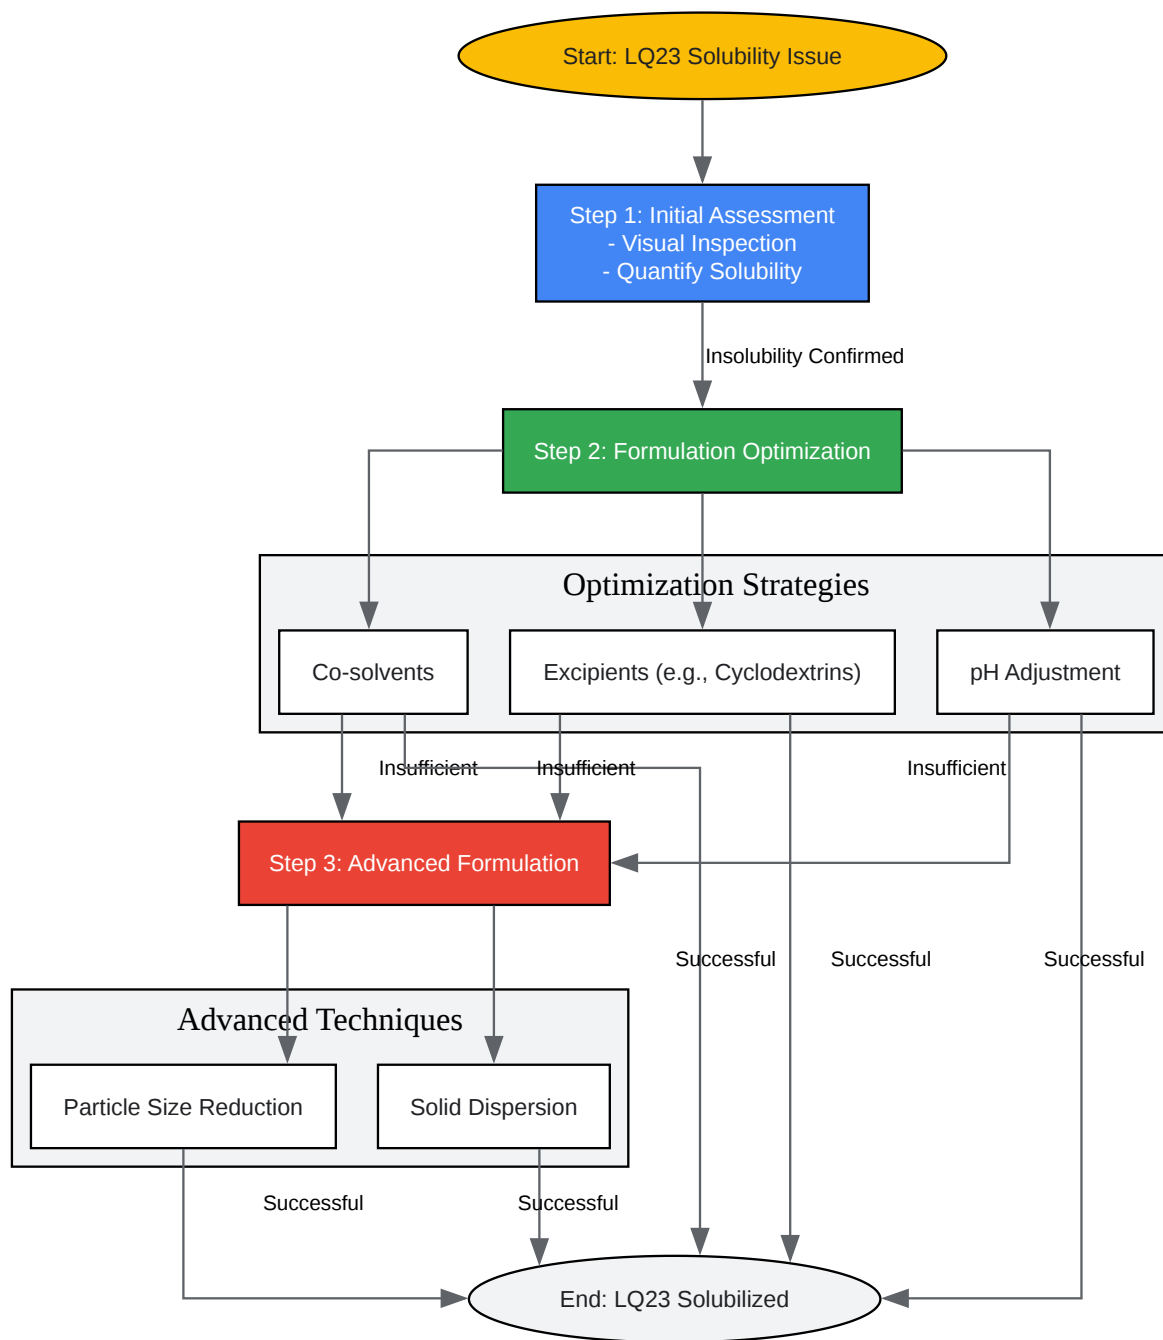 Start: LQ23 Solubility Issue
Step 1: Initial Assessment
- Visual Inspection
- Quantify Solubility
Insolubility Confirmed
Step 2: Formulation Optimization
Optimization Strategies
Co-solvents
Excipients (e.g., Cyclodextrins)
pH Adjustment
Insufficient
Insufficient
Insufficient
Step 3: Advanced Formulation
Successful
Successful
Successful
Advanced Techniques
Particle Size Reduction
Solid Dispersion
Successful
Successful
End: LQ23 Solubilized